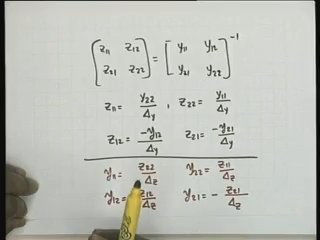 [z₁₁ z₁₂] = [y₁₁ y₁₂]⁻¹
[z₂₁ z₂₂] [y₂₁ y₂₂]
z₁₁ = y₂₂/Δy , z₂₂ = y₁₁/Δy
z₁₂ = -y₁₂/Δy z₂₁ = -y₂₁/Δy
y₁₁ = z₂₂/Δz y₂₂ = z₁₁/Δz
y₁₂ = z₁₂/Δz y₂₁ = - z₂₁/Δz